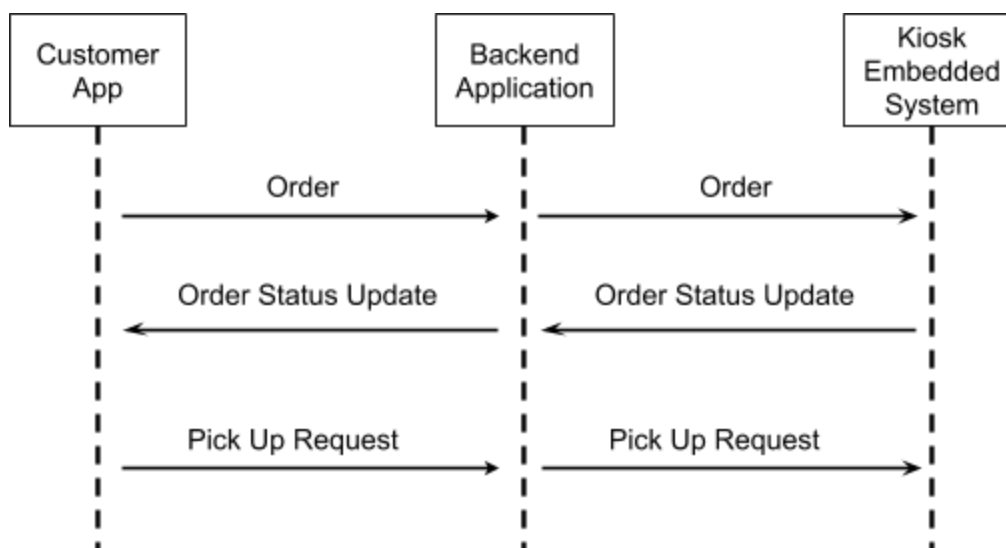 Customer
App
Backend
Application
Kiosk
Embedded
System
Order
Order
Order Status Update
Order Status Update
Pick Up Request
Pick Up Request